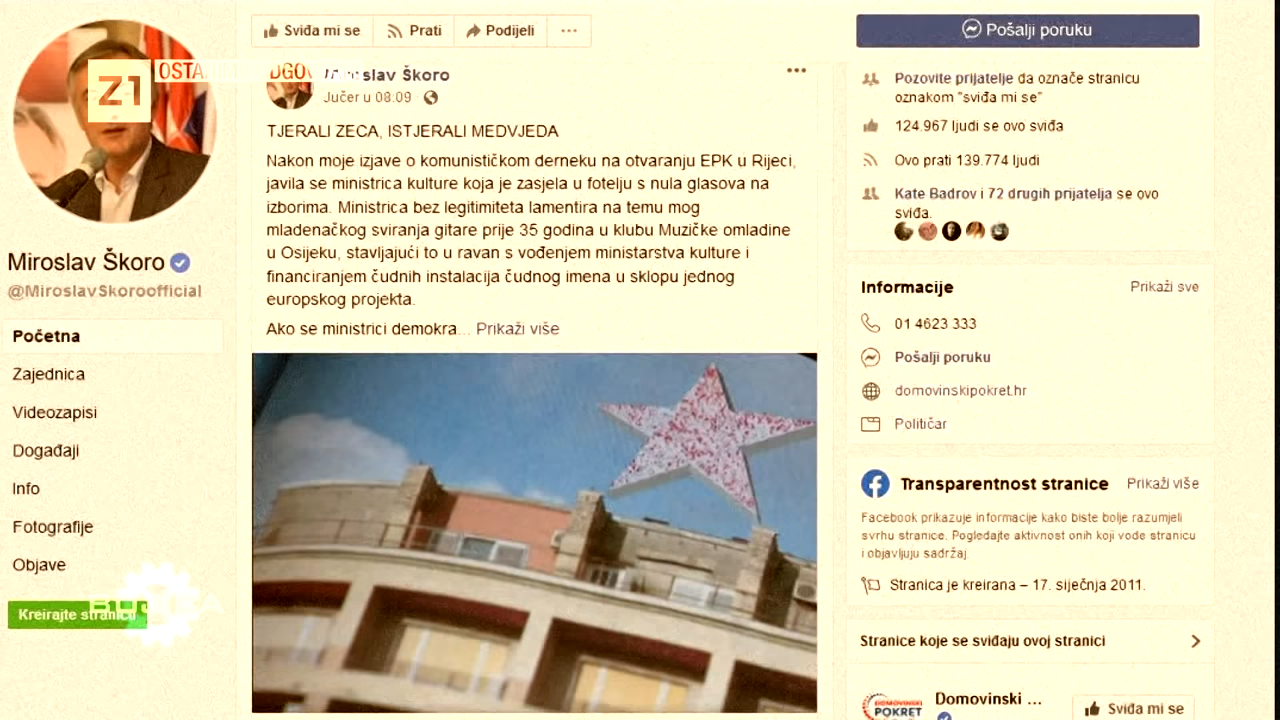 Z1
Miroslav Škoro
@MiroslavSkoroofficial
Početna
Zajednica
Videozapisi
Događaji
Info
Fotografije
Objave
Kreirajte stranicu
Sviđa mi se
Prati
Podijeli
Miroslav Škoro
Jučer u 08:09
TJERALI ZECA, ISTJERALI MEDVJEDA
Nakon moje izjave o komunističkom derneku na otvaranju EPK u Rijeci,
javila se ministrica kulture koja je zasjela u fotelju s nula glasova na
izborima. Ministrica bez legitimiteta lamentira na temu mog
mladenačkog sviranja gitare prije 35 godina u klubu Muzičke omladine
u Osijeku, stavljajući to u ravan s vođenjem ministarstva kulture i
financiranjem čudnih instalacija čudnog imena u sklopu jednog
europskog projekta.
Ako se ministrici demokra... Prikaži više
Pošalji poruku
Pozovite prijatelje da označe stranicu
oznakom "sviđa mi se"
124.967 ljudi se ovo sviđa
Ovo prati 139.774 ljudi
Kate Badrov i 72 drugih prijatelja se ovo
sviđa.
Informacije
Prikaži sve
01 4623 333
Pošalji poruku
domovinskipokret.hr
Političar
Transparentnost stranice
Prikaži više
Facebook prikazuje informacije kako biste bolje razumjeli
svrhu stranice. Pogledajte aktivnost onih koji vode stranicu
i objavljuju sadržaj
Stranica je kreirana – 17. siječnja 2011.
Stranice koje se sviđaju ovoj stranici
DOMOVINSKI
POKRET
Domovinski ...
Sviđa mi se